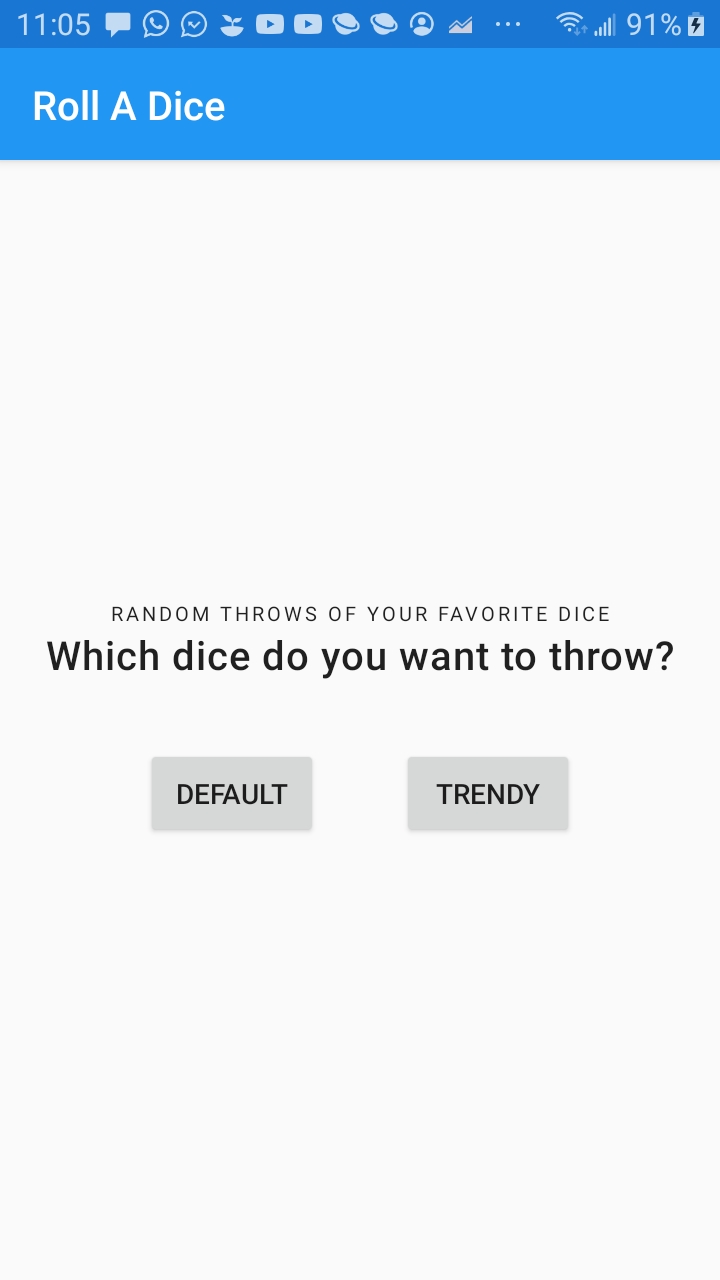 11:05 91%
Roll A Dice
RANDOM THROWS OF YOUR FAVORITE DICE
Which dice do you want to throw?
DEFAULT TRENDY